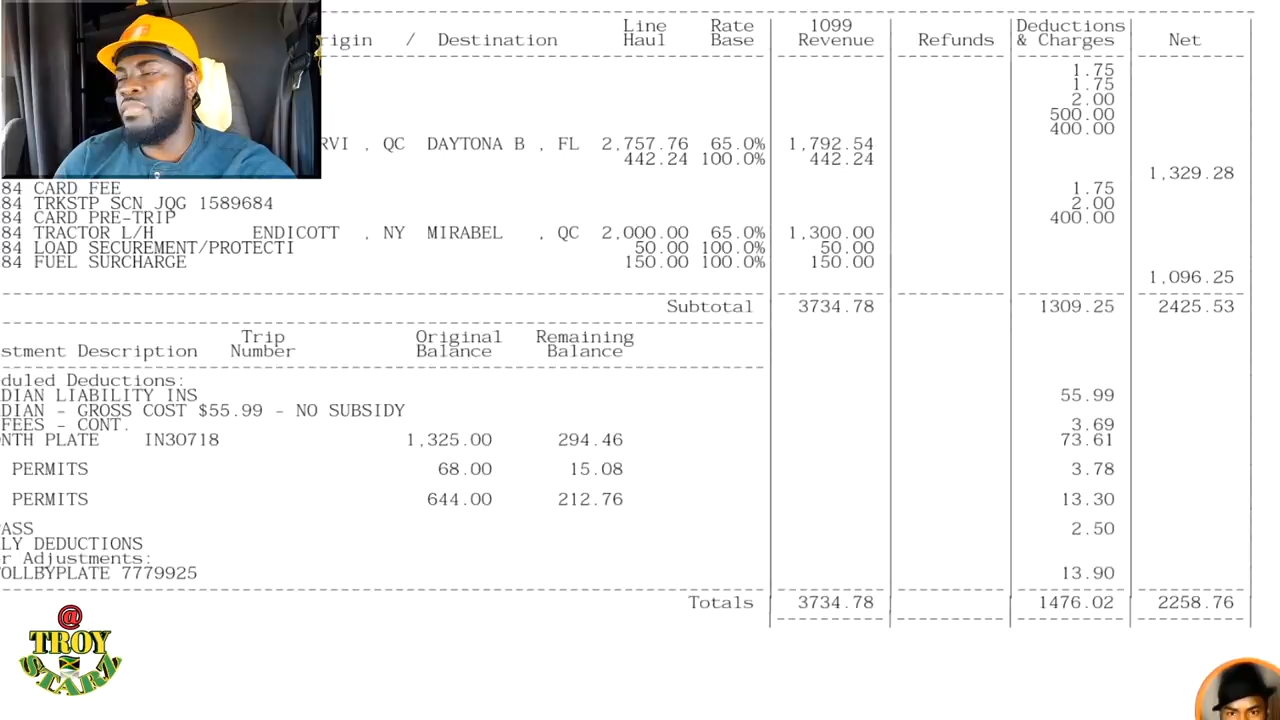 Line Rate 1099 Deductions
rigin / Destination Haul Base Revenue Refunds & Charges Net
1.75
1.75
2.00
500.00
400.00
RVI , QC DAYTONA B , FL 2,757.76 65.0% 1,792.54
442.24 100.0% 442.24
1,329.28
84 CARD FEE 1.75
84 TRKSTP SCN JQG 1589684 2.00
84 CARD PRE-TRIP 400.00
84 TRACTOR L/H ENDICOTT , NY MIRABEL , QC 2,000.00 65.0% 1,300.00
84 LOAD SECUREMENT/PROTECTI 50.00 100.0% 50.00
84 FUEL SURCHARGE 150.00 100.0% 150.00
1,096.25
Subtotal 3734.78 1309.25 2425.53
Trip Original Remaining
stment Description Number Balance Balance
duled Deductions:
DIAN LIABILITY INS 55.99
DIAN - GROSS COST $55.99 - NO SUBSIDY
FEES - CONT. 3.69
NTH PLATE IN30718 1,325.00 294.46 73.61
PERMITS 68.00 15.08 3.78
PERMITS 644.00 212.76 13.30
PASS 2.50
LY DEDUCTIONS
r Adjustments:
OLLBYPLATE 7779925 13.90
Totals 3734.78 1476.02 2258.76
@
TROY
STARZ